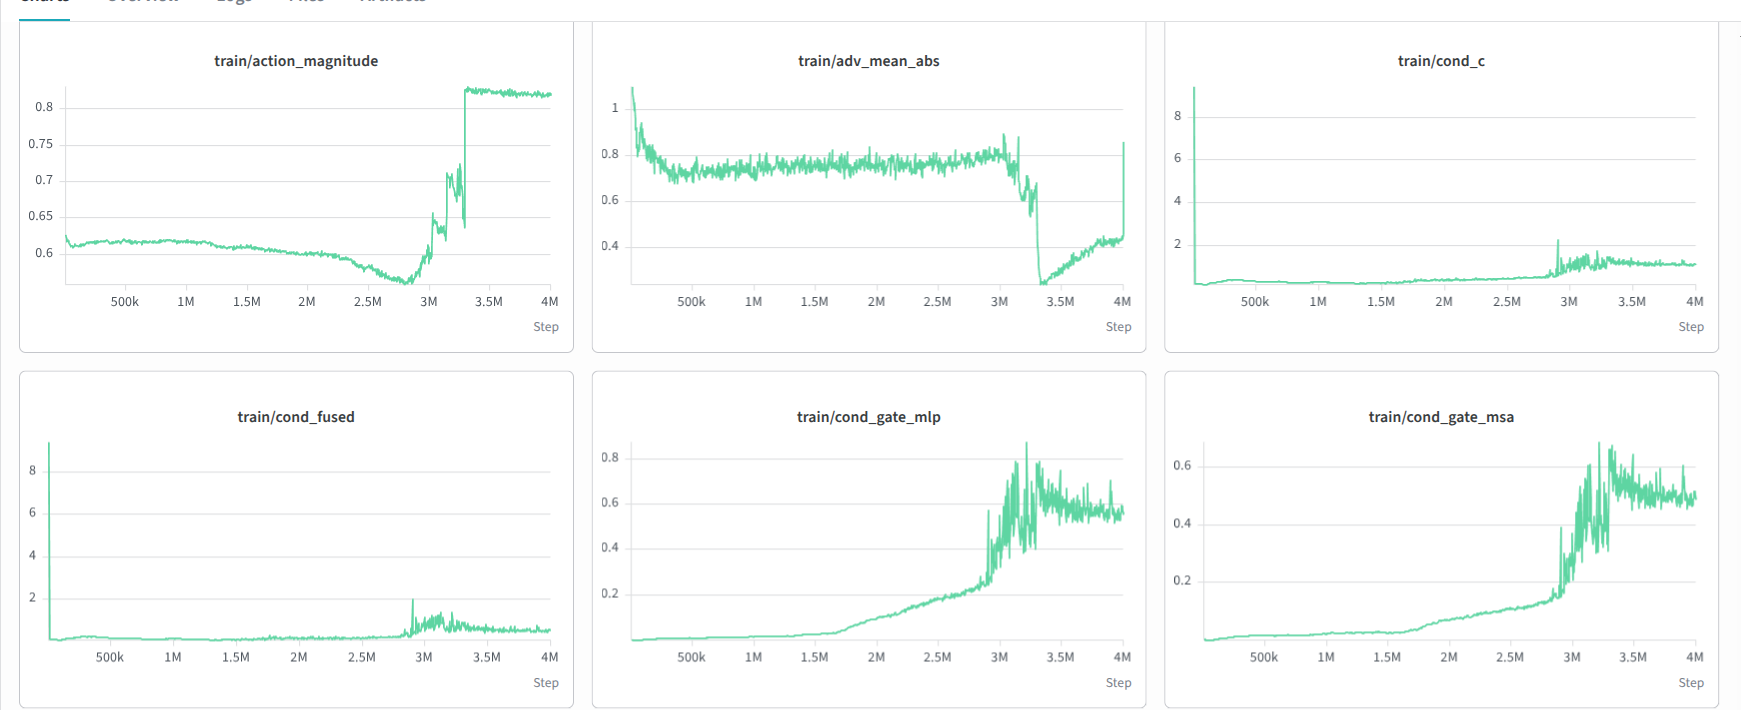 Charts Overview Logs Files Artifacts
train/action_magnitude
0.8
0.75
0.7
0.65
0.6
500k 1M 1.5M 2M 2.5M 3M 3.5M 4M
Step
train/adv_mean_abs
1
0.8
0.6
0.4
500k 1M 1.5M 2M 2.5M 3M 3.5M 4M
Step
train/cond_c
8
6
4
2
500k 1M 1.5M 2M 2.5M 3M 3.5M 4M
Step
train/cond_fused
8
6
4
2
500k 1M 1.5M 2M 2.5M 3M 3.5M 4M
Step
train/cond_gate_mlp
0.8
0.6
0.4
0.2
500k 1M 1.5M 2M 2.5M 3M 3.5M 4M
Step
train/cond_gate_msa
0.6
0.4
0.2
500k 1M 1.5M 2M 2.5M 3M 3.5M 4M
Step